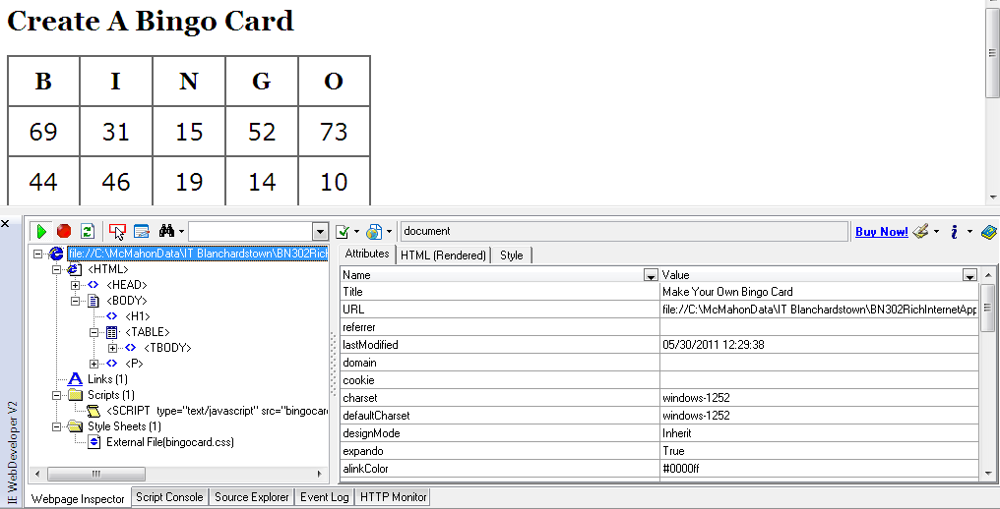 Create A Bingo Card
B I N G O
69 31 15 52 73
44 46 19 14 10
document Buy Now! i
file://C:\McMahonData\IT Blanchardstown\BN302Rich
<HTML>
<HEAD>
<BODY>
<H1>
<TABLE>
<TBODY>
<P>
A Links (1)
Scripts (1)
<SCRIPT type="text/javascript" src="bingocard
Style Sheets (1)
External File(bingocard.css)
Attributes HTML (Rendered) Style
Name Value
Title Make Your Own Bingo Card
URL file://C:\McMahonData\IT Blanchardstown\BN302RichInternetApp
referrer
lastModified 05/30/2011 12:29:38
domain
cookie
charset windows-1252
defaultCharset windows-1252
designMode Inherit
expando True
alinkColor #0000ff
IE WebDeveloper V2
Webpage Inspector Script Console Source Explorer Event Log HTTP Monitor